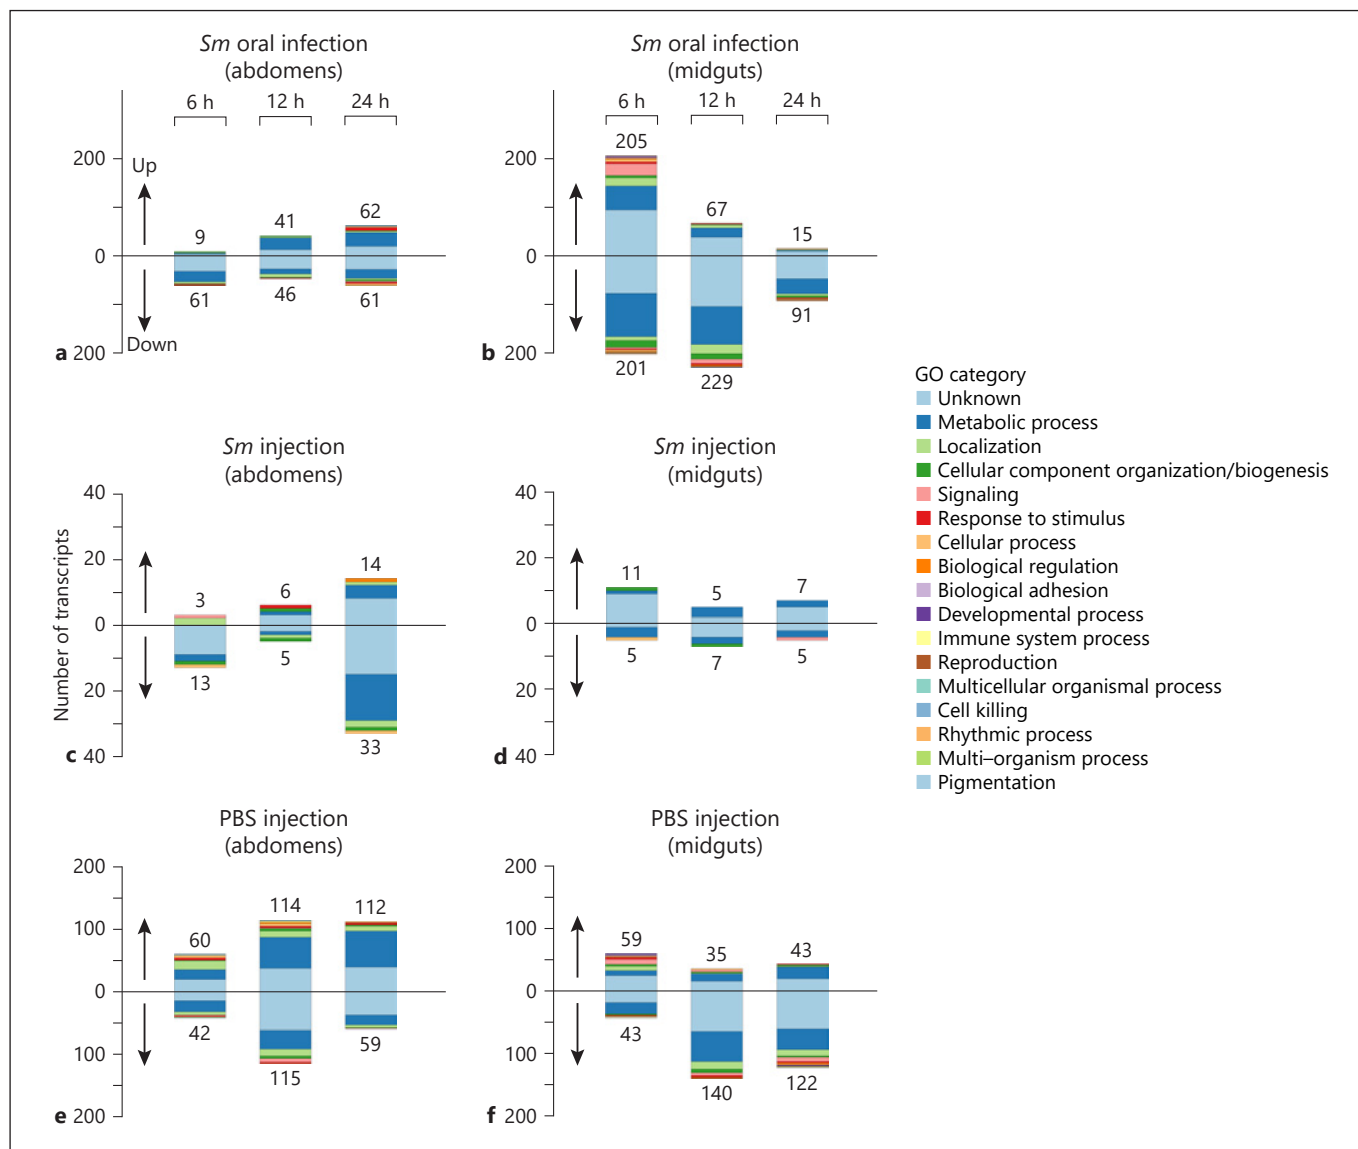 Sm oral infection
(abdomens)
6 h 12 h 24 h
200
Up
9 41 62
0
61 46 61
Down
a 200
Sm oral infection
(midguts)
6 h 12 h 24 h
205
200
67
15
0
91
b 200
201 229
Sm injection
(abdomens)
Number of transcripts
40
20
3 6 14
0
13 5
20
33
c 40
Sm injection
(midguts)
40
20
11 5 7
0
5 7 5
20
d 40
PBS injection
(abdomens)
200
114 112
100
60
0
42 115 59
100
e 200
PBS injection
(midguts)
200
100
59 35 43
0
43 140 122
100
f 200
GO category
Unknown
Metabolic process
Localization
Cellular component organization/biogenesis
Signaling
Response to stimulus
Cellular process
Biological regulation
Biological adhesion
Developmental process
Immune system process
Reproduction
Multicellular organismal process
Cell killing
Rhythmic process
Multi–organism process
Pigmentation